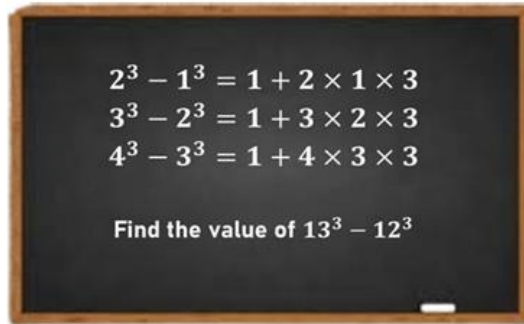 2³ − 1³ = 1 + 2 × 1 × 3
3³ − 2³ = 1 + 3 × 2 × 3
4³ − 3³ = 1 + 4 × 3 × 3
Find the value of 13³ − 12³